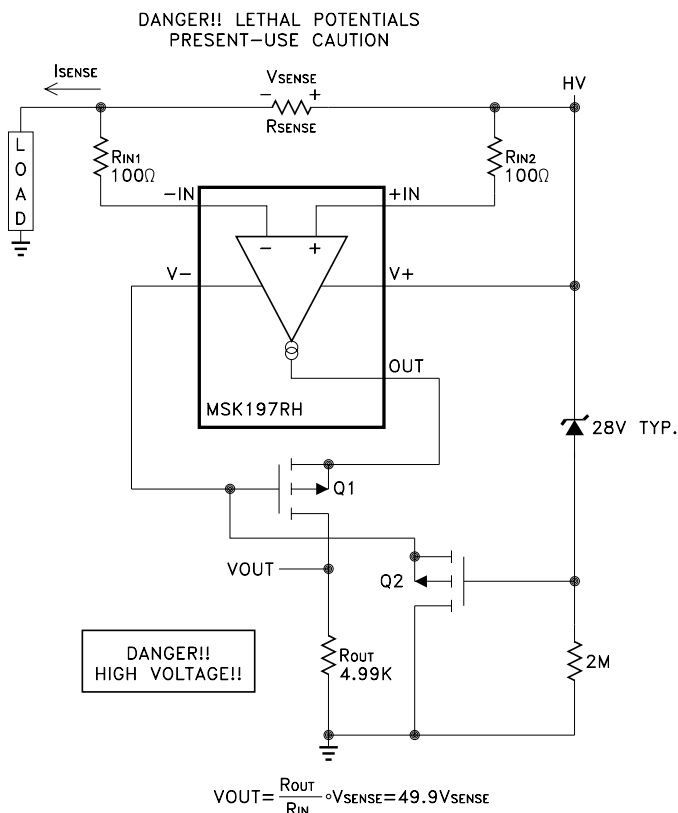 DANGER!! LETHAL POTENTIALS
PRESENT-USE CAUTION
ISENSE
VSENSE
HV
- +
RSENSE
LOAD
RIN1
100Ω
RIN2
100Ω
-IN
+IN
- +
V-
V+
OUT
MSK197RH
28V TYP.
Q1
VOUT
Q2
DANGER!!
HIGH VOLTAGE!!
ROUT
4.99K
2M
VOUT=ROUT/RIN∘VSENSE=49.9VSENSE